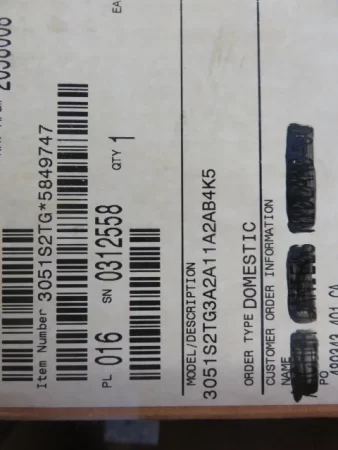 EA
Item Number 3051S2TG*5849747
PL 016 SN 0312558 QTY 1
MODEL/DESCRIPTION
3051S2TG3A2A11A2AB4K5
ORDER TYPE DOMESTIC
CUSTOMER ORDER INFORMATION
NAME
PO